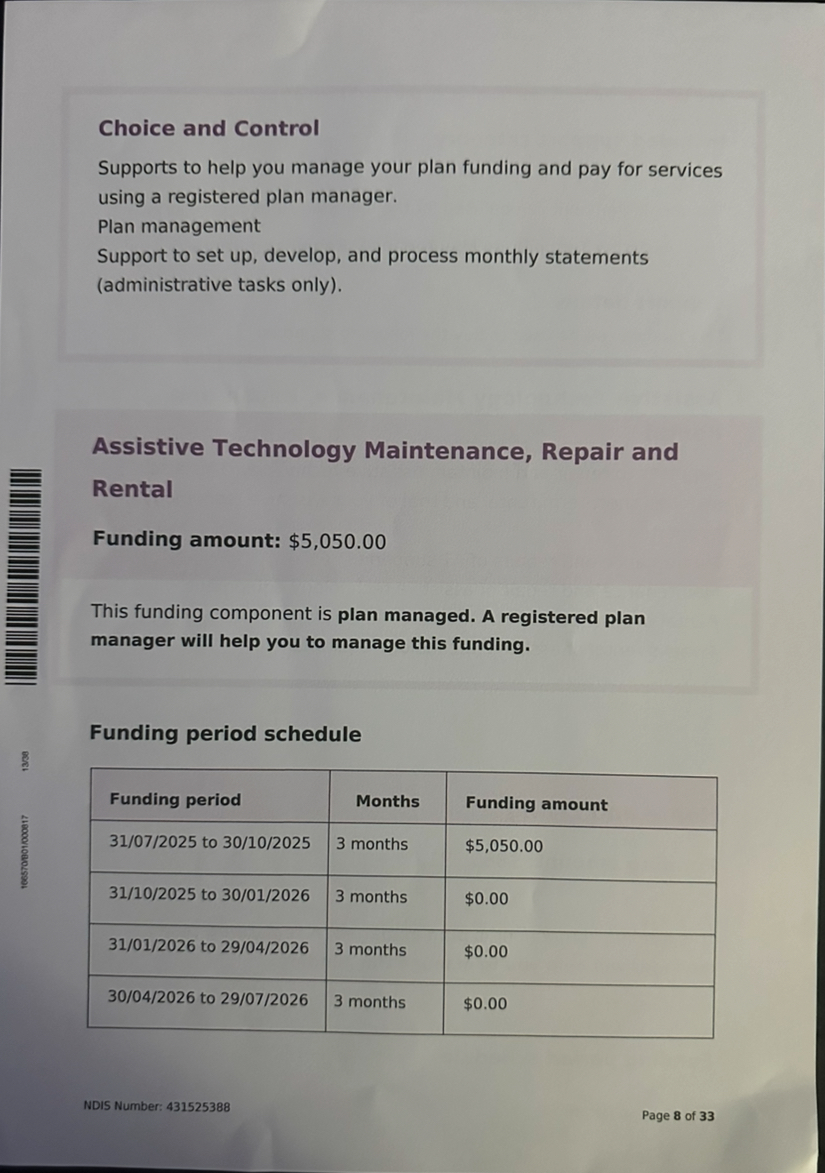 Choice and Control
Supports to help you manage your plan funding and pay for services
using a registered plan manager.
Plan management
Support to set up, develop, and process monthly statements
(administrative tasks only).
Assistive Technology Maintenance, Repair and
Rental
Funding amount: $5,050.00
This funding component is plan managed. A registered plan
manager will help you to manage this funding.
Funding period schedule
Funding period Months Funding amount
31/07/2025 to 30/10/2025 3 months $5,050.00
31/10/2025 to 30/01/2026 3 months $0.00
31/01/2026 to 29/04/2026 3 months $0.00
30/04/2026 to 29/07/2026 3 months $0.00
NDIS Number: 431525388
Page 8 of 33
13/38